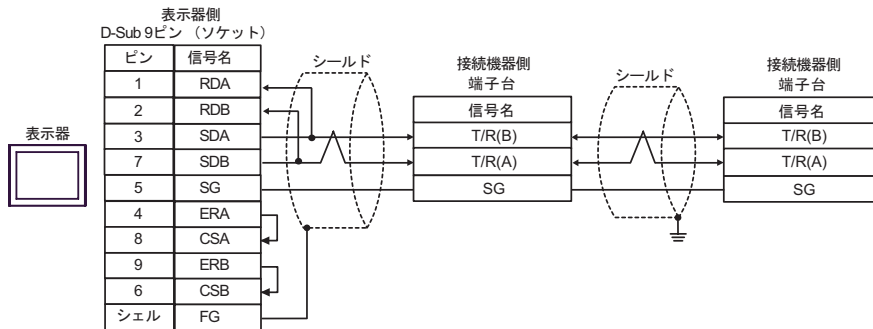 表示器側
D-Sub 9ピン （ソケット）
ピン 信号名
1 RDA
2 RDB
3 SDA
7 SDB
5 SG
4 ERA
8 CSA
9 ERB
6 CSB
シェル FG
表示器
シールド
接続機器側
端子台
信号名
T/R(B)
T/R(A)
SG
シールド
接続機器側
端子台
信号名
T/R(B)
T/R(A)
SG